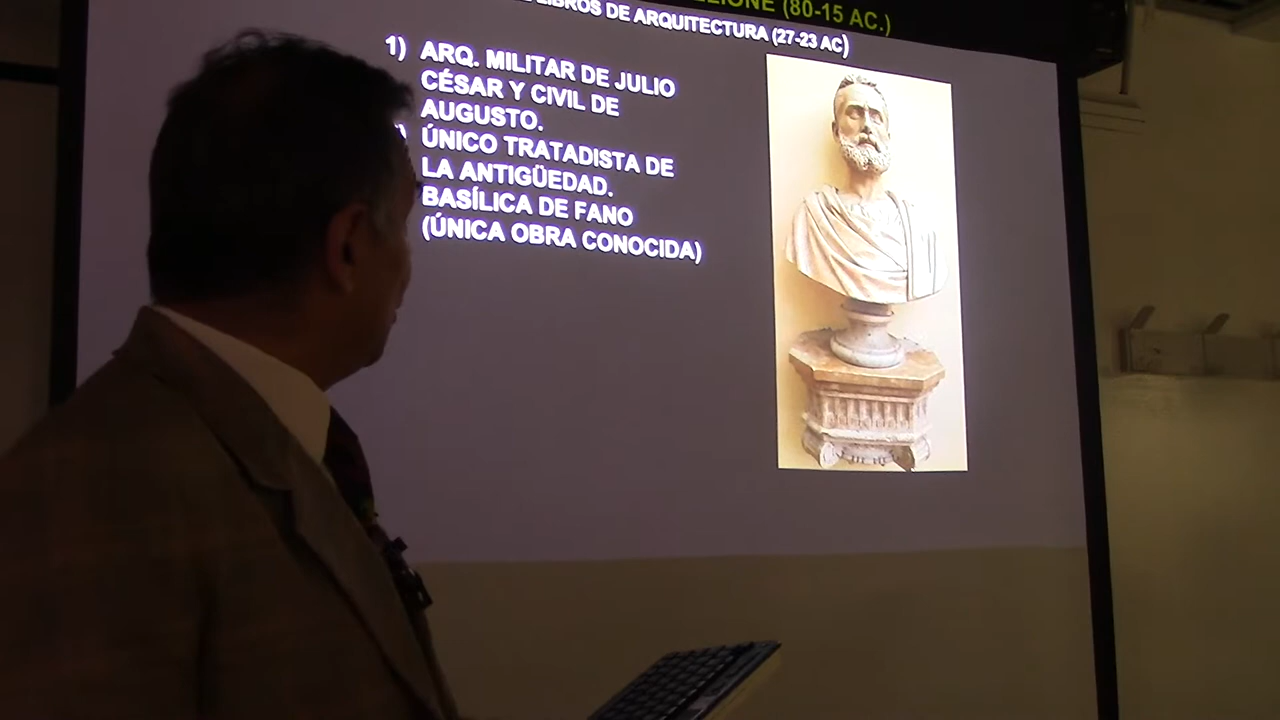 (80-15 AC.)
LIBROS DE ARQUITECTURA (27-23 AC)
1) ARQ. MILITAR DE JULIO
CÉSAR Y CIVIL DE
AUGUSTO.
) ÚNICO TRATADISTA DE
LA ANTIGÜEDAD.
BASÍLICA DE FANO
(ÚNICA OBRA CONOCIDA)